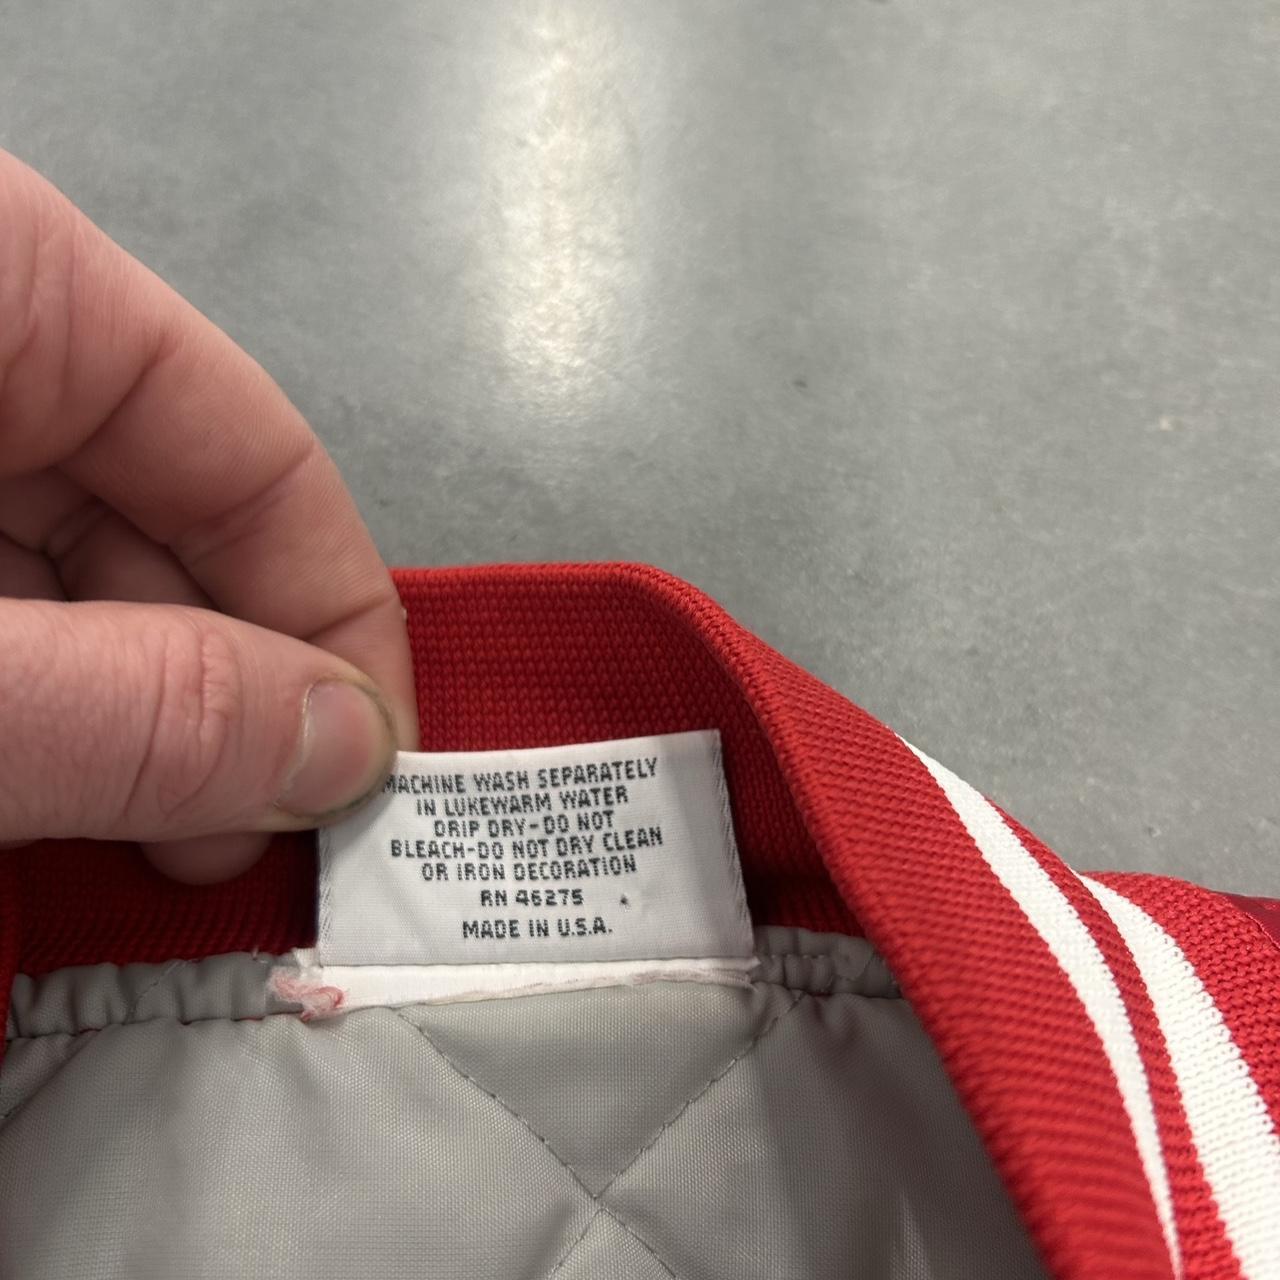 MACHINE WASH SEPARATELY
IN LUKEWARM WATER
DRIP DRY-DO NOT
BLEACH-DO NOT DRY CLEAN
OR IRON DECORATION
RN 46275
MADE IN U.S.A.